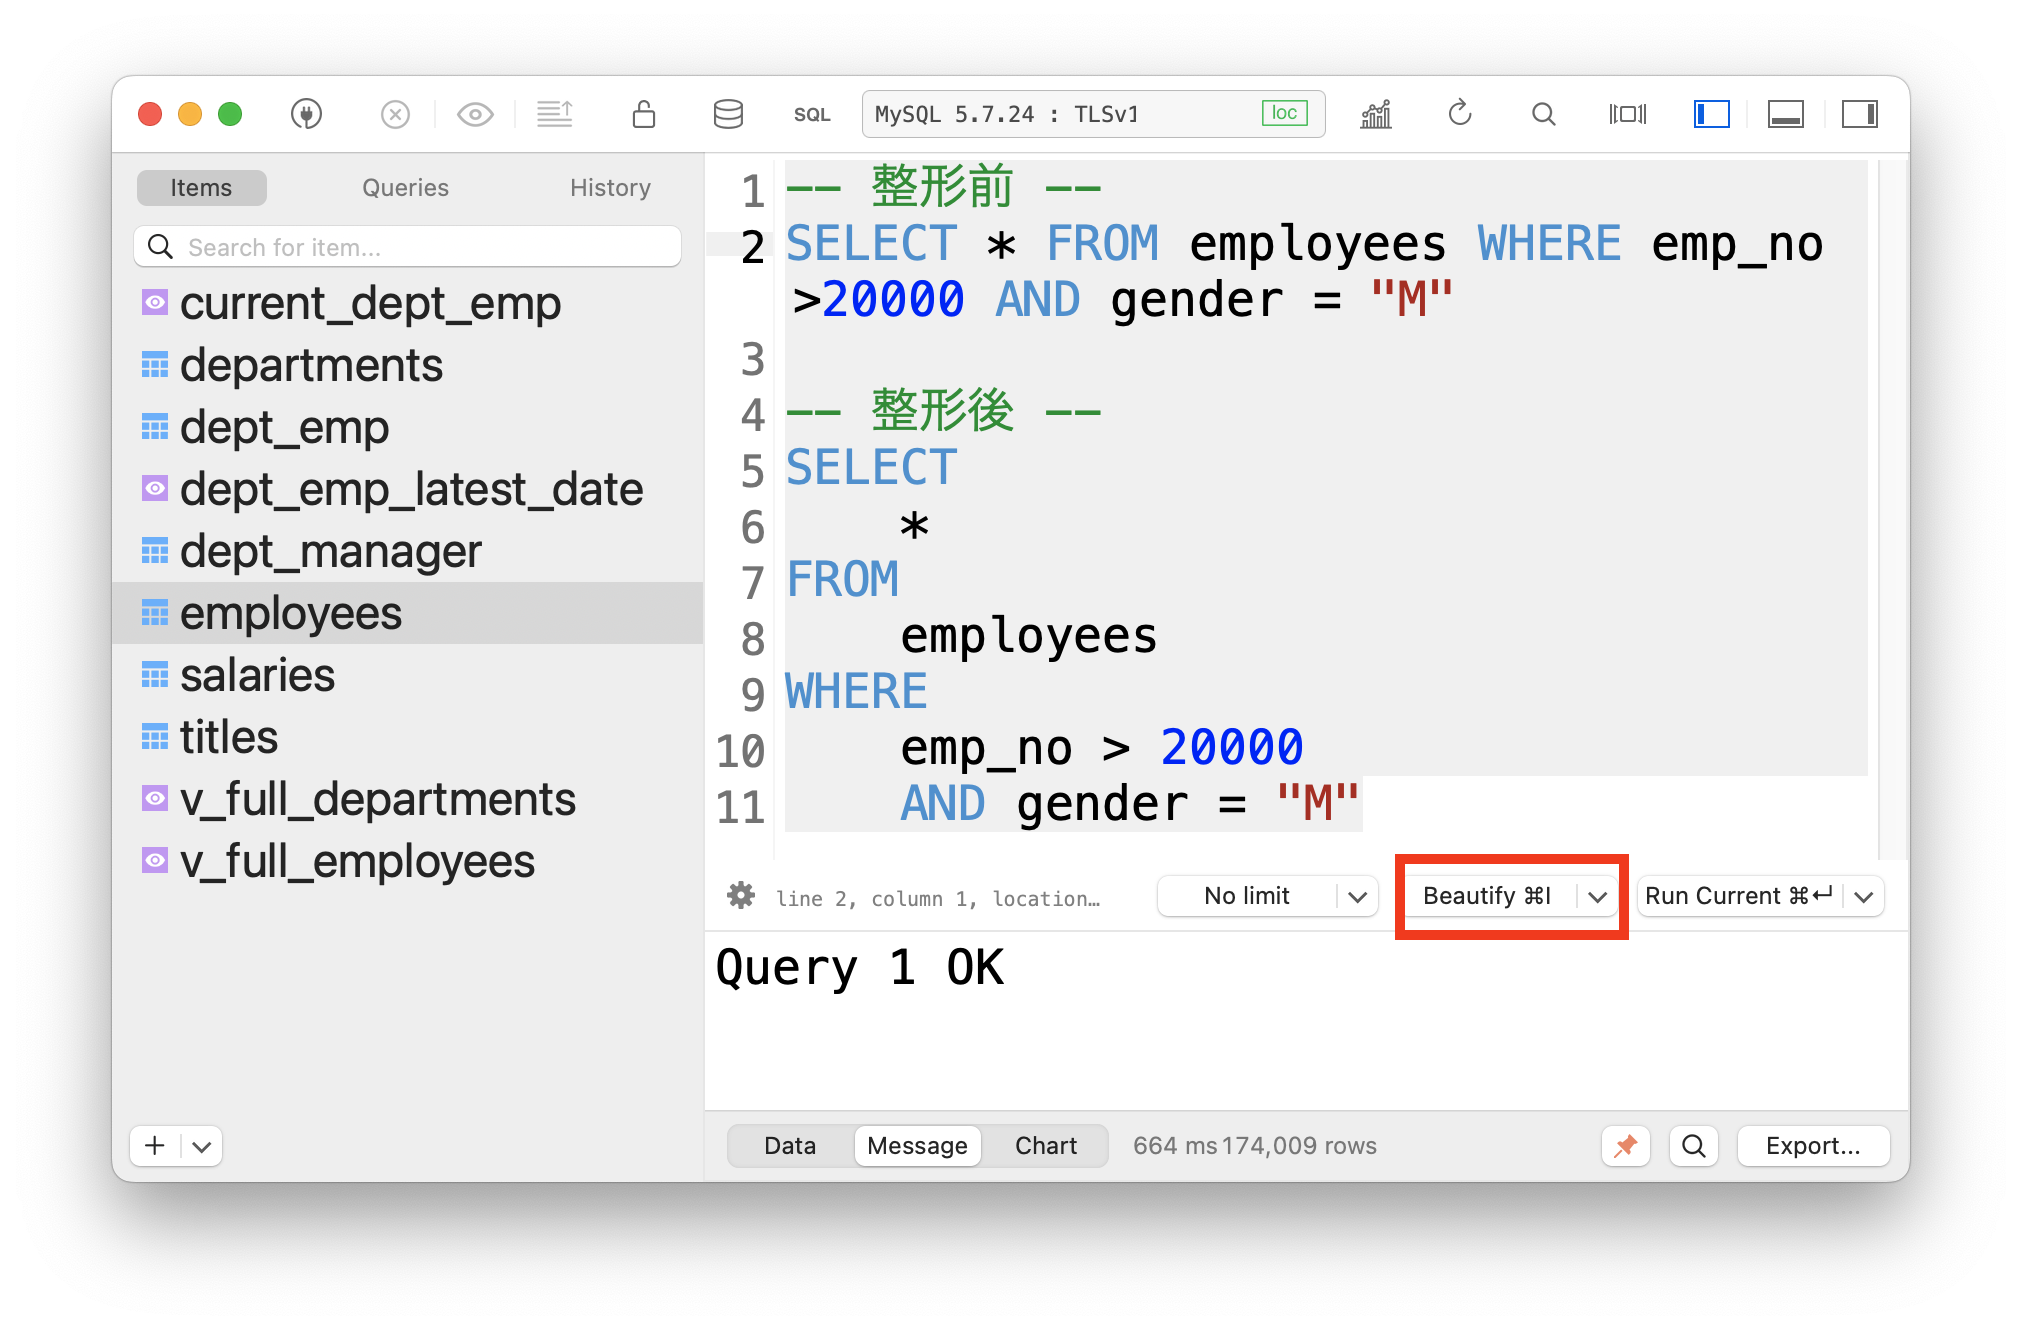 SQL
MySQL 5.7.24 : TLSv1
loc
Items
Queries
History
Search for item...
current_dept_emp
departments
dept_emp
dept_emp_latest_date
dept_manager
employees
salaries
titles
v_full_departments
v_full_employees
1 -- 整形前 --
2 SELECT * FROM employees WHERE emp_no
>20000 AND gender = "M"
3
4 -- 整形後 --
5 SELECT
6 *
7 FROM
8 employees
9 WHERE
10 emp_no > 20000
11 AND gender = "M"
line 2, column 1, location…
No limit
Beautify ⌘I
Run Current ⌘↵
Query 1 OK
Data
Message
Chart
664 ms 174,009 rows
Export...